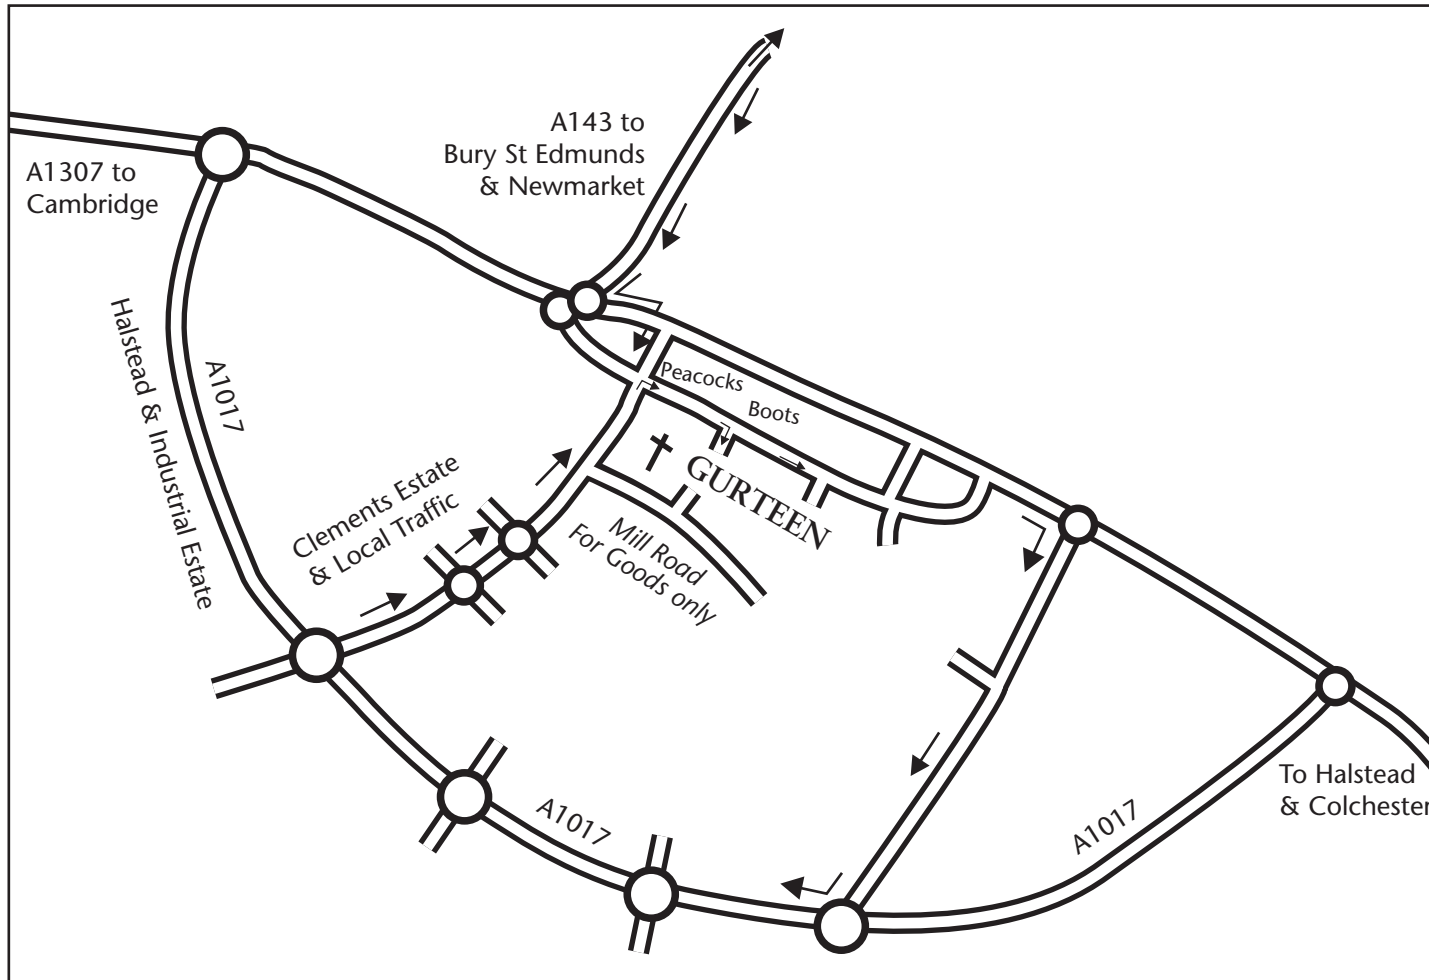 A143 to
Bury St Edmunds
& Newmarket
A1307 to
Cambridge
Halstead & Industrial Estate
A1017
Peacocks
Boots
GURTEEN
Clements Estate
& Local Traffic
Mill Road
For Goods only
A1017
A1017
To Halstead
& Colchester